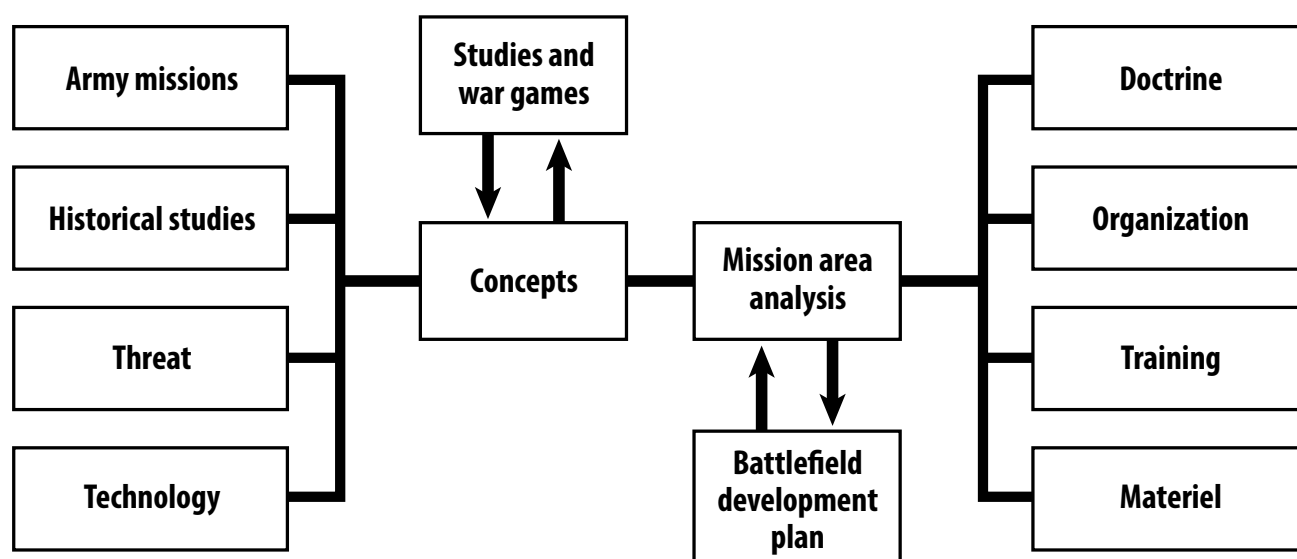 Army missions
Historical studies
Threat
Technology
Studies and
war games
Concepts
Mission area
analysis
Battlefield
development
plan
Doctrine
Organization
Training
Materiel